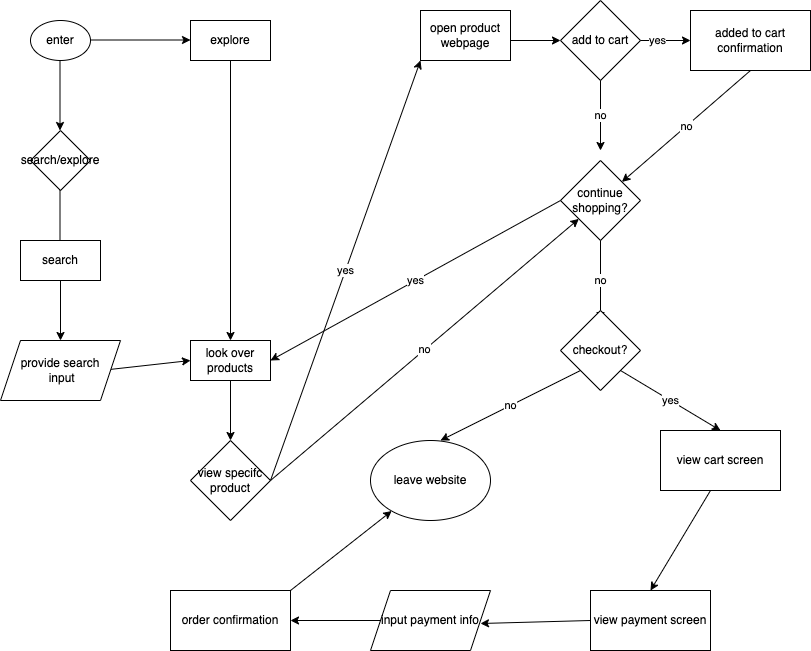 enter
explore
open product
webpage
add to cart
yes
added to cart
confirmation
no
no
search/explore
continue
shopping?
search
yes
yes
no
provide search
input
look over
products
no
checkout?
no
yes
view specifc
product
leave website
view cart screen
order confirmation
input payment info
view payment screen